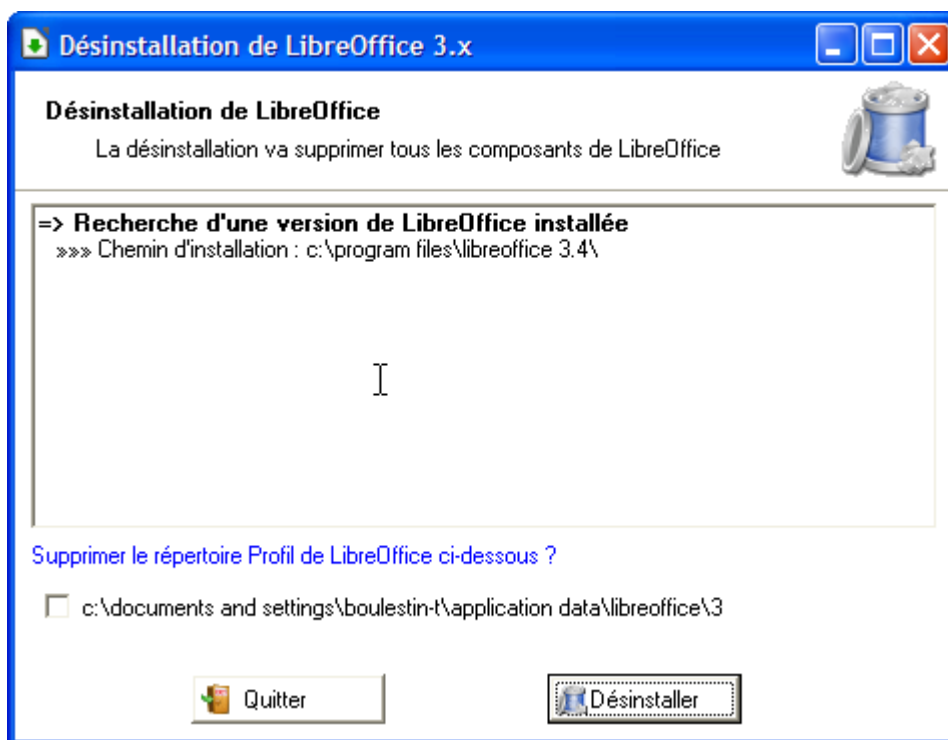 Désinstallation de LibreOffice 3.x
Désinstallation de LibreOffice
La désinstallation va supprimer tous les composants de LibreOffice
=> Recherche d'une version de LibreOffice installée
»»» Chemin d'installation : c:\program files\libreoffice 3.4\
Supprimer le répertoire Profil de LibreOffice ci-dessous ?
c:\documents and settings\boulestin-t\application data\libreoffice\3
Quitter
Désinstaller